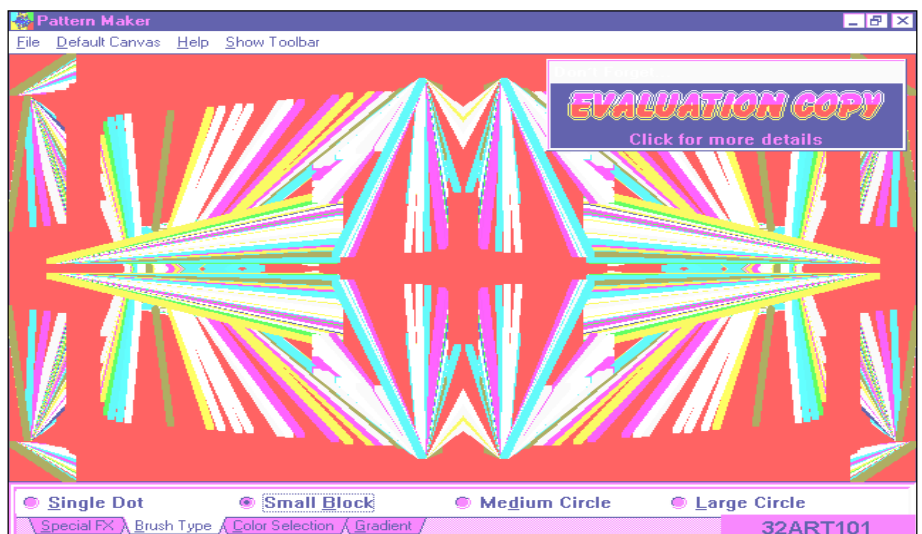 Pattern Maker
File Default Canvas Help Show Toolbar
EVALUATION COPY
Click for more details
Single Dot Small Block Medium Circle Large Circle
Special FX Brush Type Color Selection Gradient
32ART101